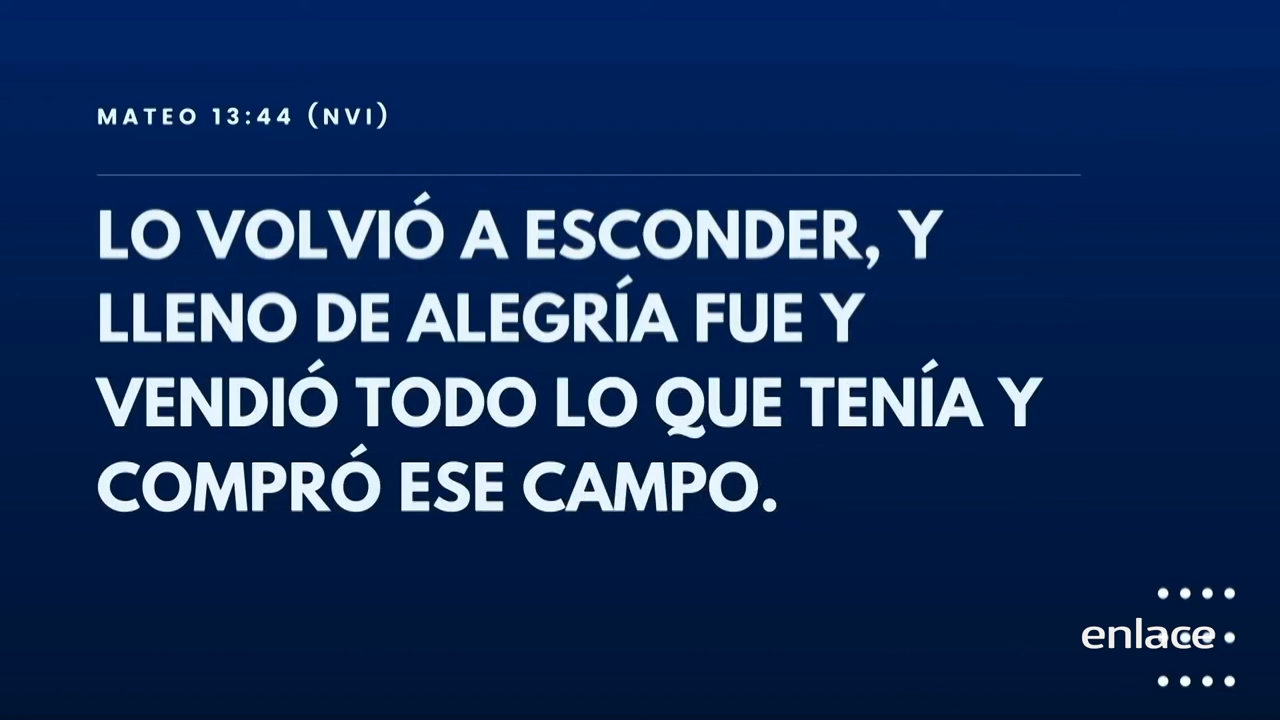 MATEO 13:44 (NVI)
LO VOLVIÓ A ESCONDER, Y
LLENO DE ALEGRÍA FUE Y
VENDIÓ TODO LO QUE TENÍA Y
COMPRÓ ESE CAMPO.
enlace